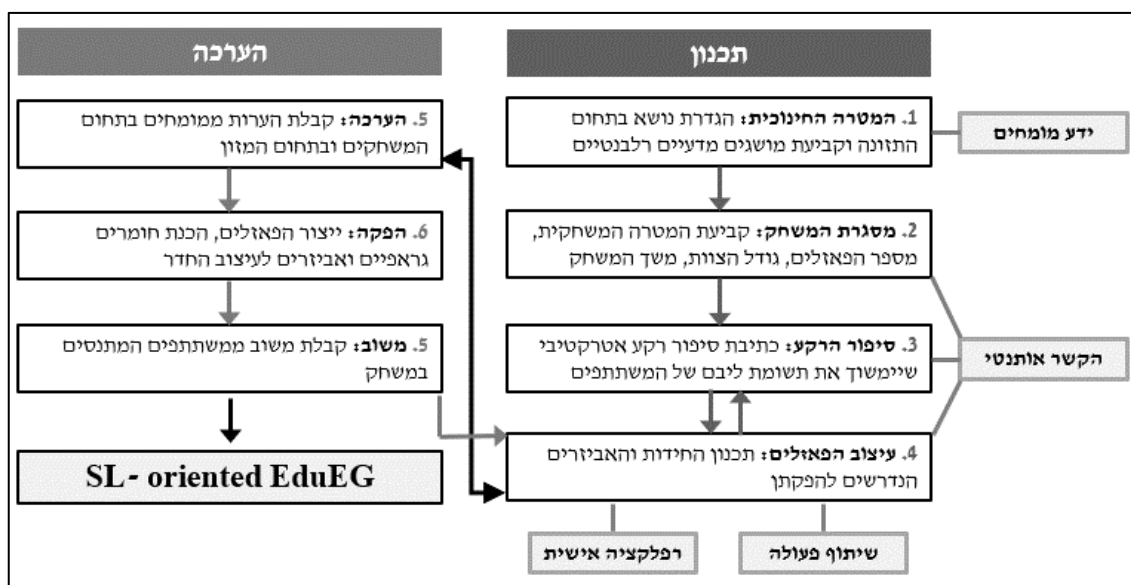 תכנון
1. המטרה החינוכית: הגדרת נושא בתחום
התזונה וקביעת מושגים מדעיים רלבנטיים
ידע מומחים
2. מסגרת המשחק: קביעת המטרה המשחקית,
מספר הפאזלים, גודל הצוות, משך המשחק
3. סיפור הרקע: כתיבת סיפור רקע אטרקטיבי
שיימשוך את תשומת ליבם של המשתתפים
הקשר אותנטי
4. עיצוב הפאזלים: תכנון החידות והאביזרים
הנדרשים להפקתן
שיתוף פעולה
רפלקציה אישית
הערכה
5. הערכה: קבלת הערות ממומחים בתחום
המשחקים ובתחום המזון
6. הפקה: ייצור הפאזלים, הכנת חומרים
גראפיים ואביזרים לעיצוב החדר
5. משוב: קבלת משוב ממשתתפים המתנסים
במשחק
SL- oriented EduEG